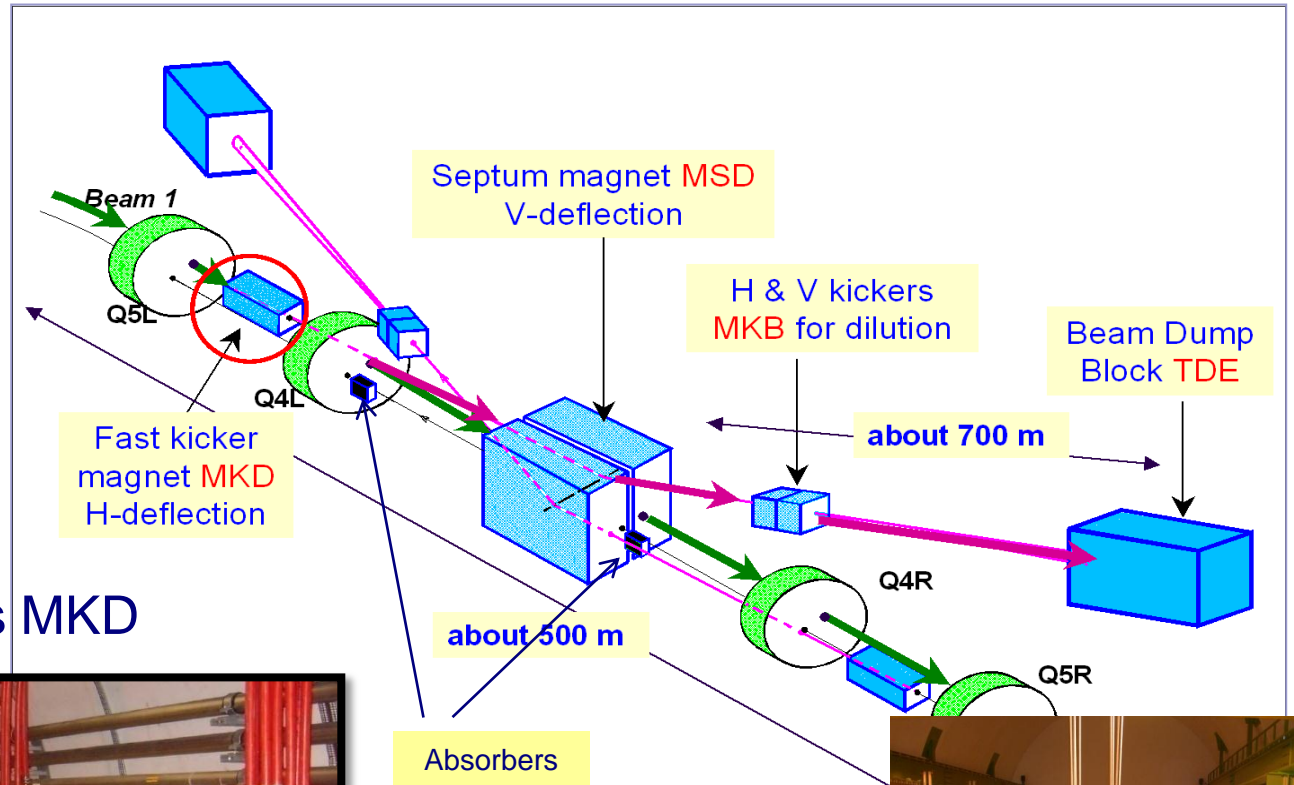 Beam 1
Septum magnet MSD
V-deflection
Q5L
H & V kickers
MKB for dilution
Beam Dump
Block TDE
Q4L
Fast kicker
magnet MKD
H-deflection
about 700 m
Q4R
s MKD
about 500 m
Q5R
Absorbers